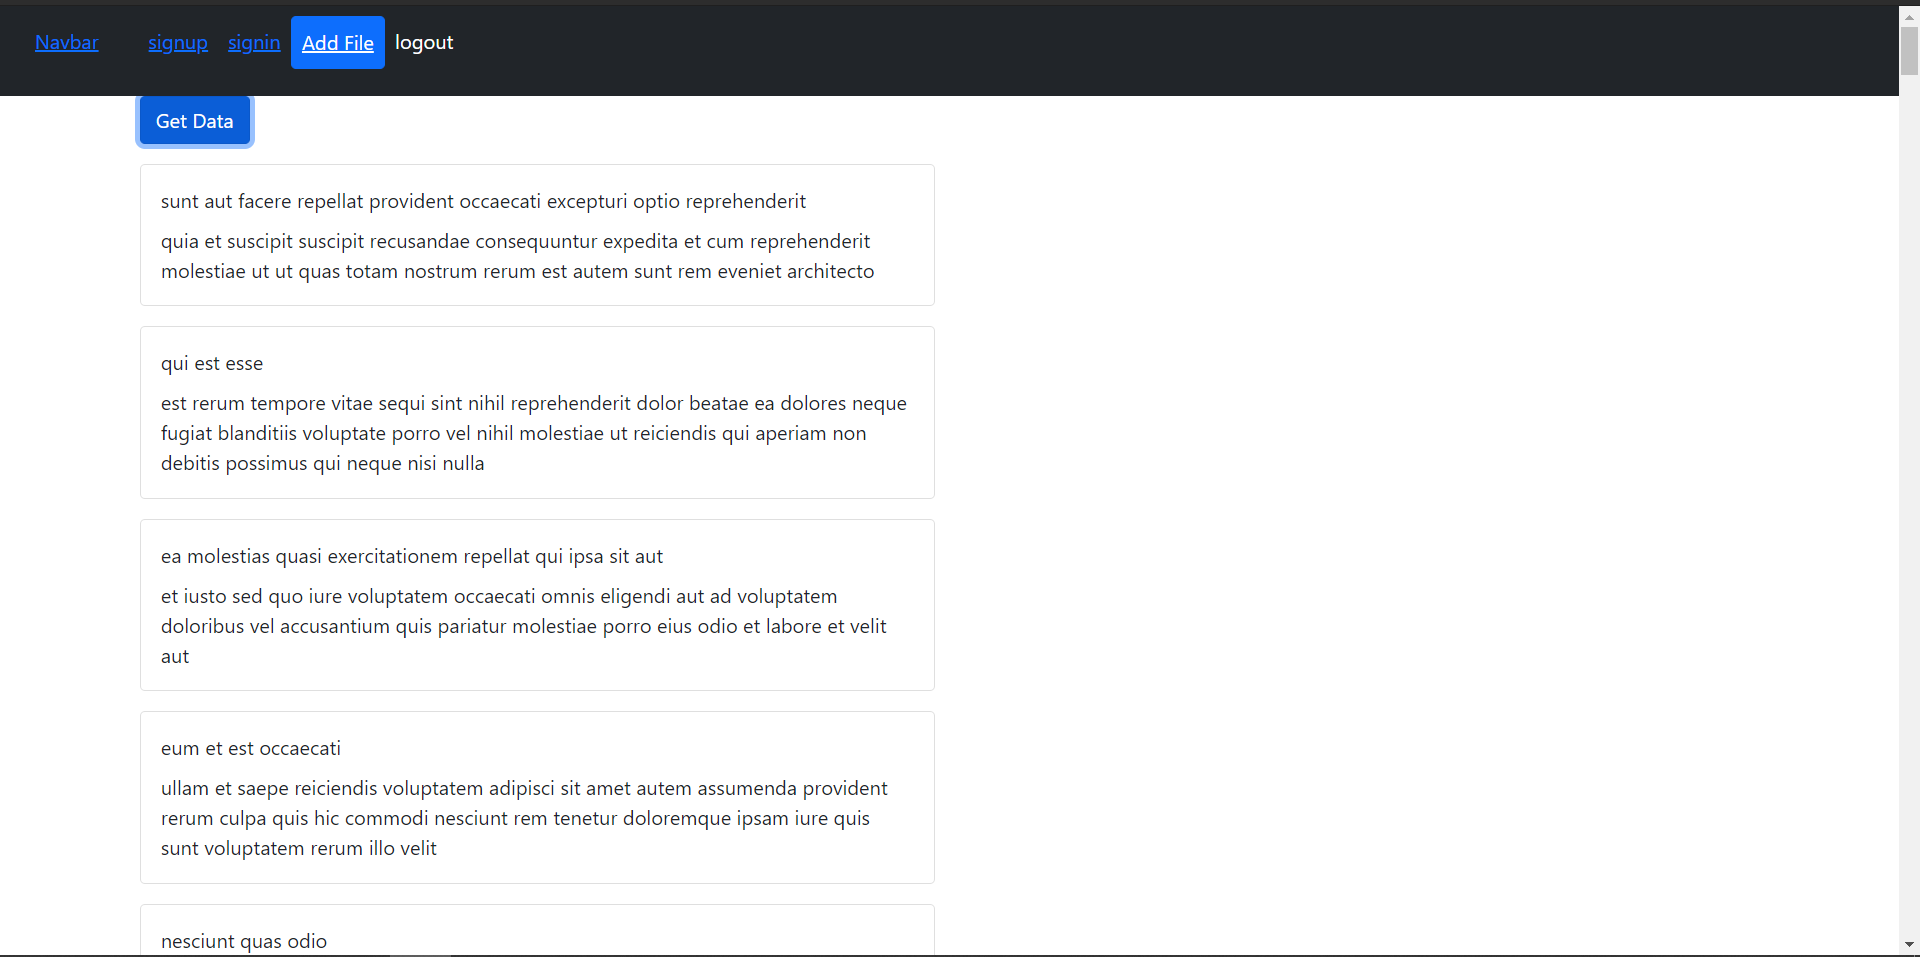 Navbar signup signin Add File logout
Get Data
sunt aut facere repellat provident occaecati excepturi optio reprehenderit
quia et suscipit suscipit recusandae consequuntur expedita et cum reprehenderit
molestiae ut ut quas totam nostrum rerum est autem sunt rem eveniet architecto
qui est esse
est rerum tempore vitae sequi sint nihil reprehenderit dolor beatae ea dolores neque
fugiat blanditiis voluptate porro vel nihil molestiae ut reiciendis qui aperiam non
debitis possimus qui neque nisi nulla
ea molestias quasi exercitationem repellat qui ipsa sit aut
et iusto sed quo iure voluptatem occaecati omnis eligendi aut ad voluptatem
doloribus vel accusantium quis pariatur molestiae porro eius odio et labore et velit
aut
eum et est occaecati
ullam et saepe reiciendis voluptatem adipisci sit amet autem assumenda provident
rerum culpa quis hic commodi nesciunt rem tenetur doloremque ipsam iure quis
sunt voluptatem rerum illo velit
nesciunt quas odio